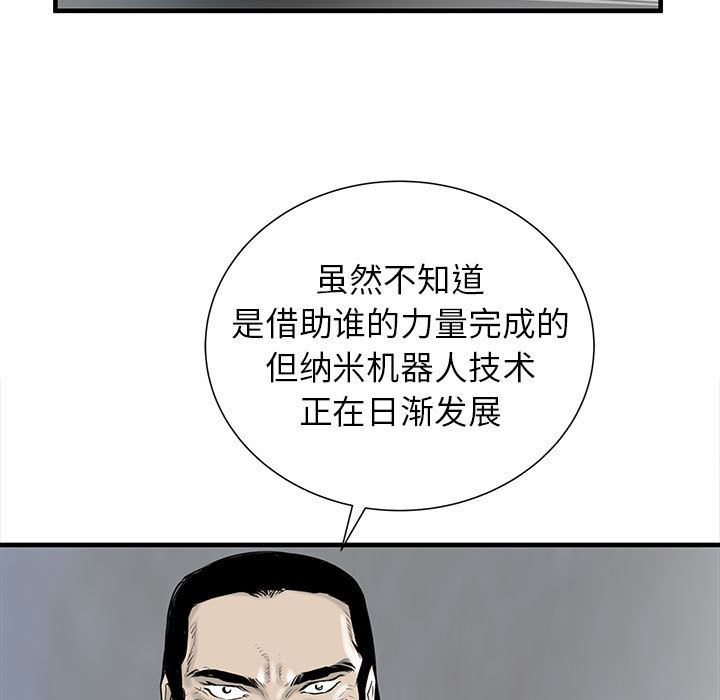 虽然不知道
是借助谁的力量完成的
但纳米机器人技术
正在日渐发展